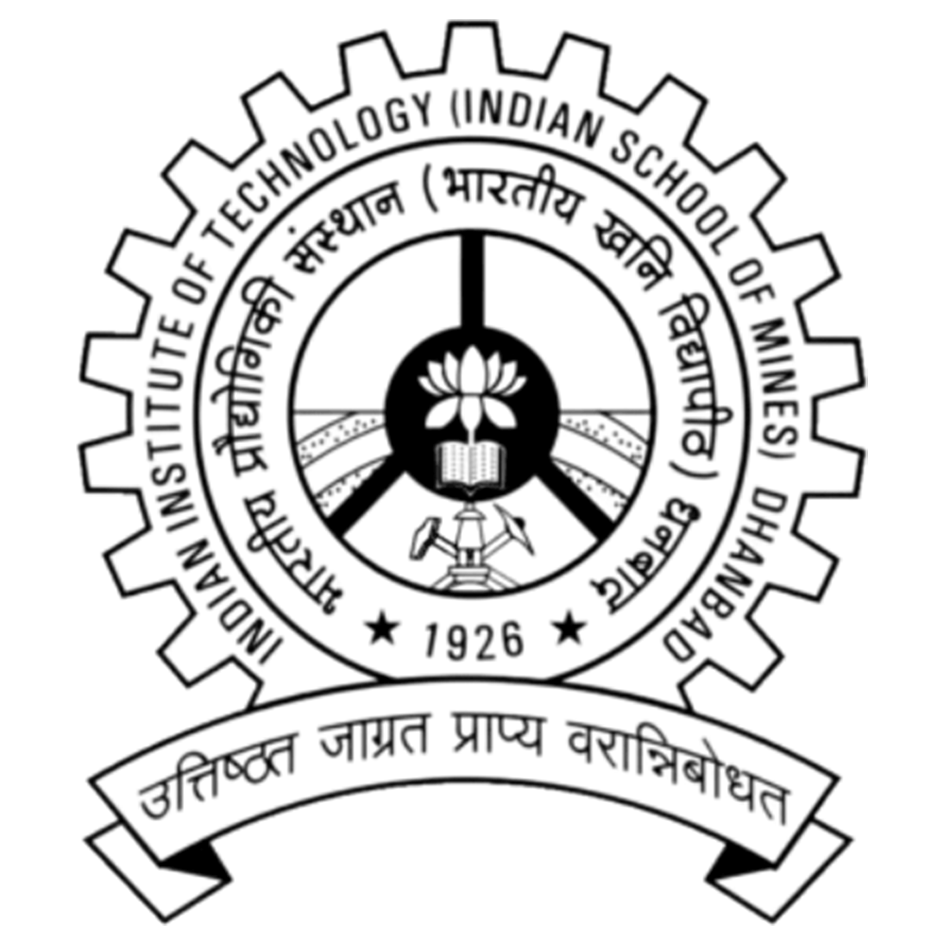 INDIAN INSTITUTE OF TECHNOLOGY (INDIAN SCHOOL OF MINES) DHANBAD
भारतीय प्रौद्योगिकी संस्थान (भारतीय खनि विद्यापीठ) धनबाद
1926
उत्तिष्ठत जाग्रत प्राप्य वरान्निबोधत